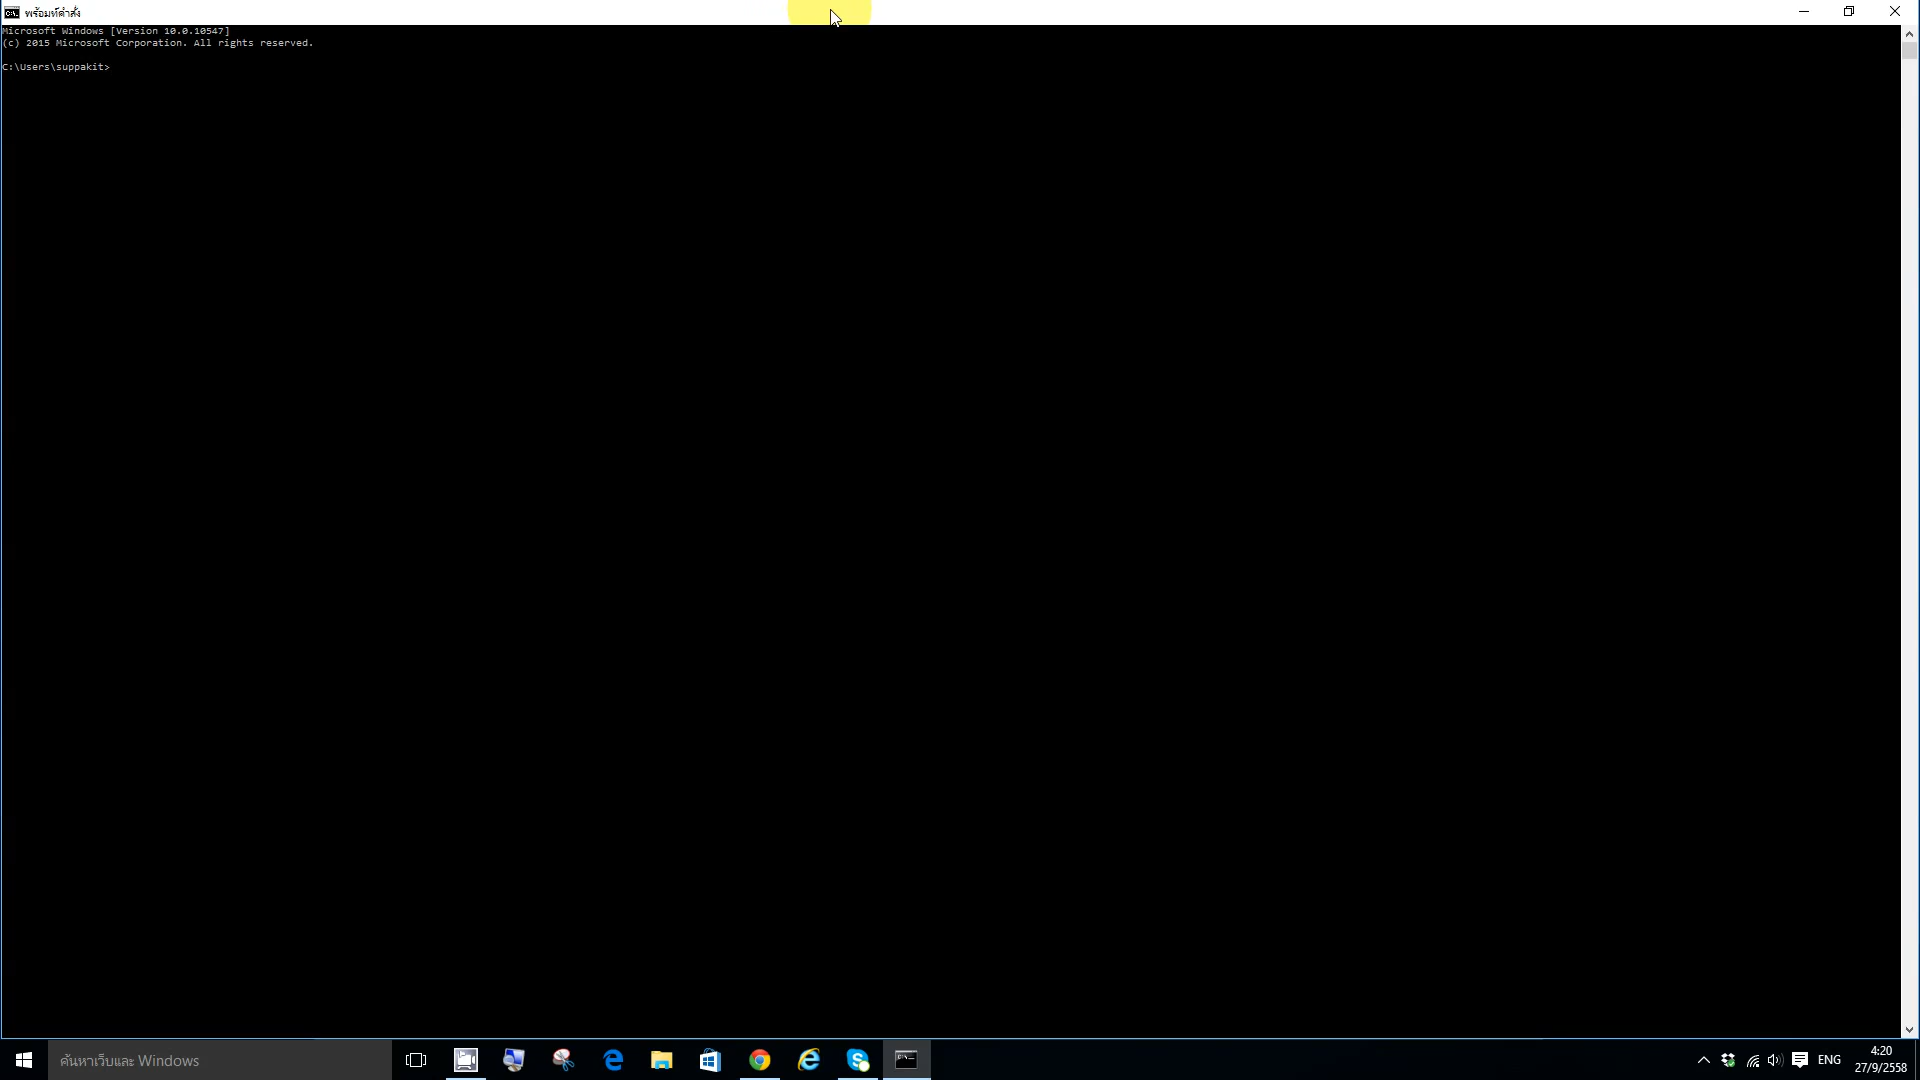 พร้อมท์คำสั่ง
Microsoft Windows [Version 10.0.10547]
(c) 2015 Microsoft Corporation. All rights reserved.
C:\Users\suppakit>
ค้นหาเว็บและ Windows
ENG
4:20
27/9/2558